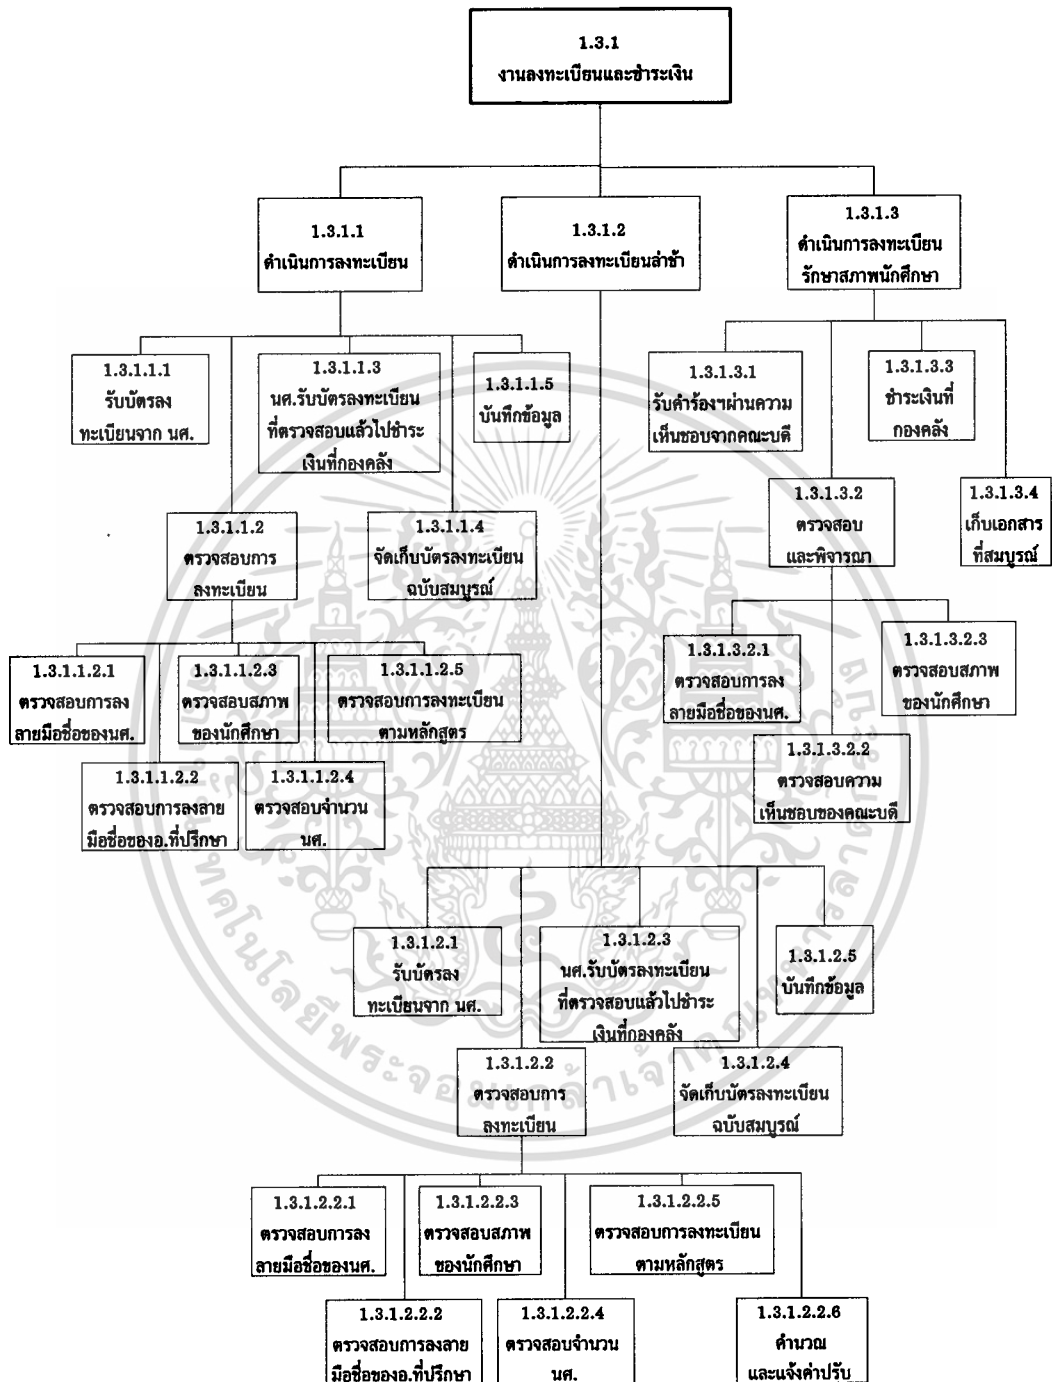 1.3.1
งานลงทะเบียนและชำระเงิน
1.3.1.1
ดำเนินการลงทะเบียน
1.3.1.2
ดำเนินการลงทะเบียนล่าช้า
1.3.1.3
ดำเนินการลงทะเบียน
รักษาสภาพนักศึกษา
1.3.1.1.1
รับบัตรลง
ทะเบียนจาก นศ.
1.3.1.1.3
นศ.รับบัตรลงทะเบียน
ที่ตรวจสอบแล้วไปชำระ
เงินที่กองคลัง
1.3.1.1.5
บันทึกข้อมูล
1.3.1.3.1
รับคำร้องฯผ่านความ
เห็นชอบจากคณะบดี
1.3.1.3.3
ชำระเงินที่
กองคลัง
1.3.1.1.2
ตรวจสอบการ
ลงทะเบียน
1.3.1.1.4
จัดเก็บบัตรลงทะเบียน
ฉบับสมบูรณ์
1.3.1.3.2
ตรวจสอบ
และพิจารณา
1.3.1.3.4
เก็บเอกสาร
ที่สมบูรณ์
1.3.1.1.2.1
ตรวจสอบการลง
ลายมือชื่อของนศ.
1.3.1.1.2.3
ตรวจสอบสภาพ
ของนักศึกษา
1.3.1.1.2.5
ตรวจสอบการลงทะเบียน
ตามหลักสูตร
1.3.1.3.2.1
ตรวจสอบการลง
ลายมือชื่อของนศ.
1.3.1.3.2.3
ตรวจสอบสภาพ
ของนักศึกษา
1.3.1.1.2.2
ตรวจสอบการลงลาย
มือชื่อของอ.ที่ปรึกษา
1.3.1.1.2.4
ตรวจสอบจำนวน
นศ.
1.3.1.3.2.2
ตรวจสอบความ
เห็นชอบของคณะบดี
1.3.1.2.1
รับบัตรลง
ทะเบียนจาก นศ.
1.3.1.2.3
นศ.รับบัตรลงทะเบียน
ที่ตรวจสอบแล้วไปชำระ
เงินที่กองคลัง
1.3.1.2.5
บันทึกข้อมูล
1.3.1.2.2
ตรวจสอบการ
ลงทะเบียน
1.3.1.2.4
จัดเก็บบัตรลงทะเบียน
ฉบับสมบูรณ์
1.3.1.2.2.1
ตรวจสอบการลง
ลายมือชื่อของนศ.
1.3.1.2.2.3
ตรวจสอบสภาพ
ของนักศึกษา
1.3.1.2.2.5
ตรวจสอบการลงทะเบียน
ตามหลักสูตร
1.3.1.2.2.2
ตรวจสอบการลงลาย
มือชื่อของอ.ที่ปรึกษา
1.3.1.2.2.4
ตรวจสอบจำนวน
นศ.
1.3.1.2.2.6
คำนวณ
และแจ้งค่าปรับ